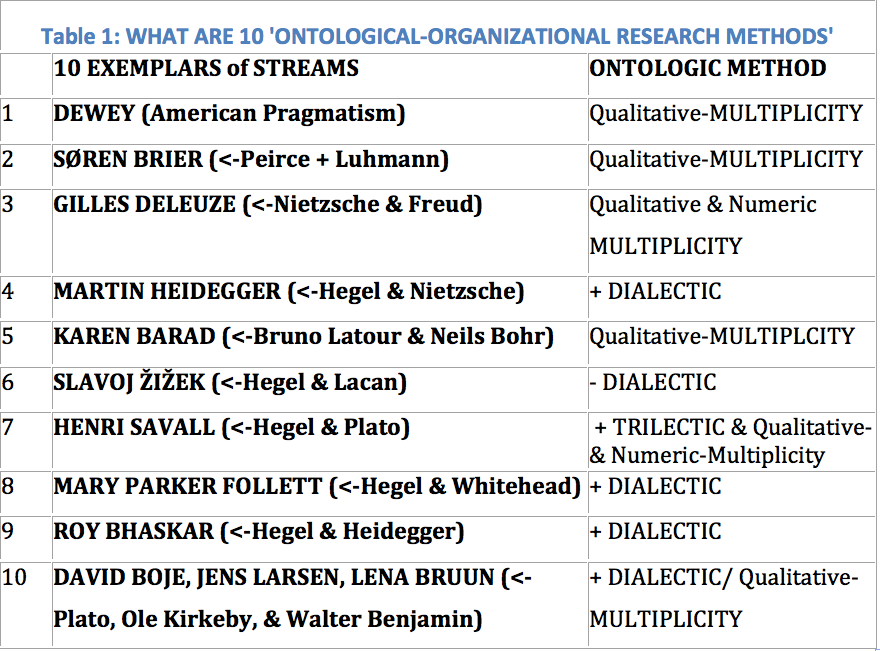 Table 1: WHAT ARE 10 'ONTOLOGICAL-ORGANIZATIONAL RESEARCH METHODS'
10 EXEMPLARS of STREAMS ONTOLOGIC METHOD
1 DEWEY (American Pragmatism) Qualitative-MULTIPLICITY
2 SØREN BRIER (<-Peirce + Luhmann) Qualitative-MULTIPLICITY
3 GILLES DELEUZE (<-Nietzsche & Freud) Qualitative & Numeric
MULTIPLICITY
4 MARTIN HEIDEGGER (<-Hegel & Nietzsche) + DIALECTIC
5 KAREN BARAD (<-Bruno Latour & Neils Bohr) Qualitative-MULTIPLCITY
6 SLAVOJ ŽIŽEK (<-Hegel & Lacan) - DIALECTIC
7 HENRI SAVALL (<-Hegel & Plato) + TRILECTIC & Qualitative-
& Numeric-Multiplicity
8 MARY PARKER FOLLETT (<-Hegel & Whitehead) + DIALECTIC
9 ROY BHASKAR (<-Hegel & Heidegger) + DIALECTIC
10 DAVID BOJE, JENS LARSEN, LENA BRUUN (<- + DIALECTIC/ Qualitative-
Plato, Ole Kirkeby, & Walter Benjamin) MULTIPLICITY